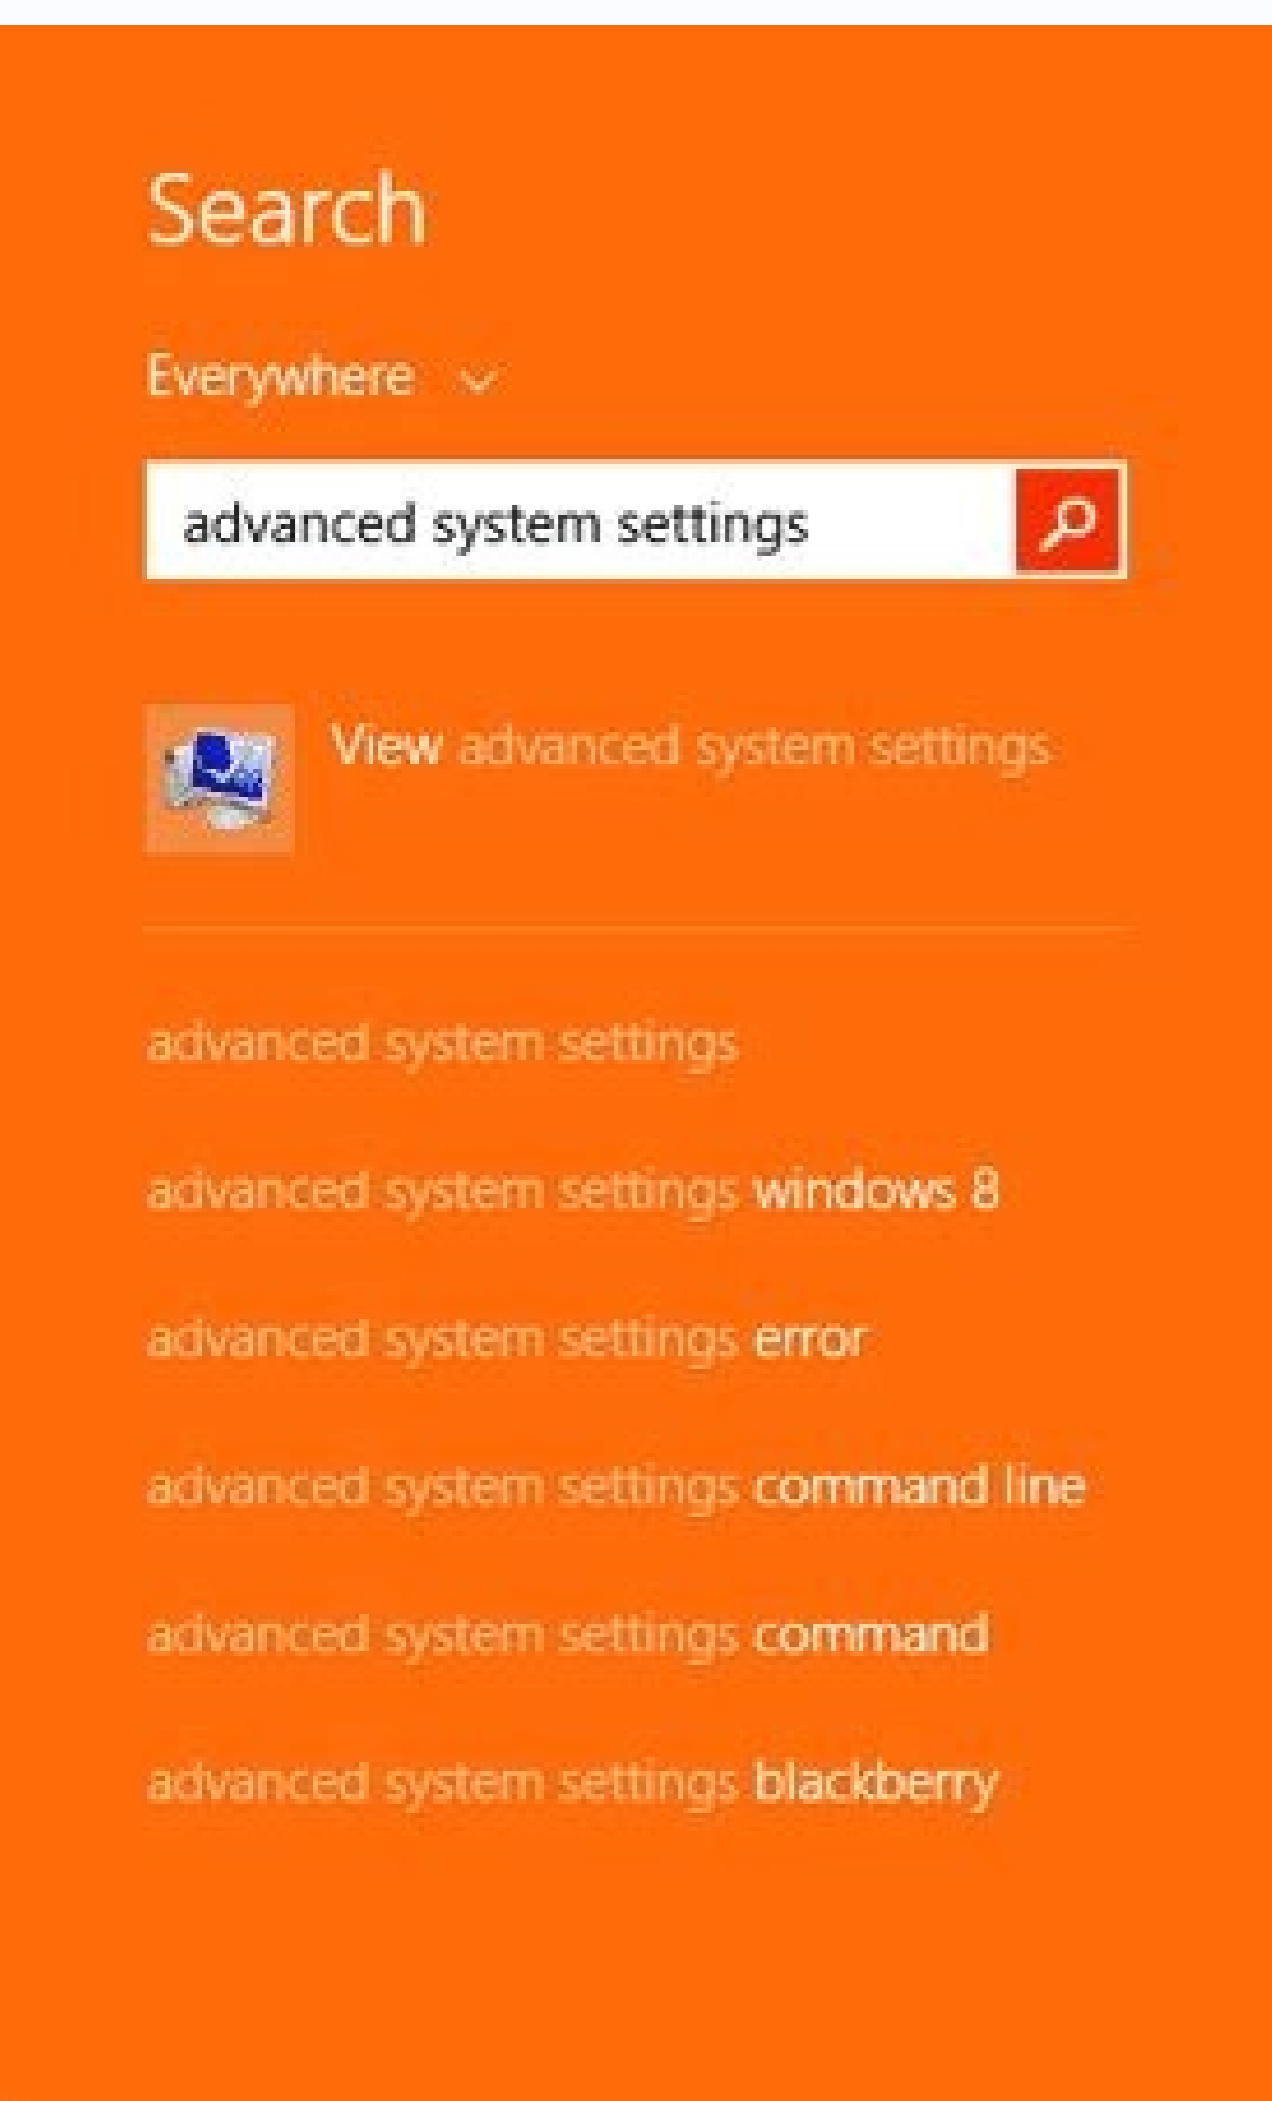 Search
Everywhere
advanced system settings
View advanced system settings
advanced system settings
advanced system settings windows 8
advanced system settings error
advanced system settings command line
advanced system settings command
advanced system settings blackberry